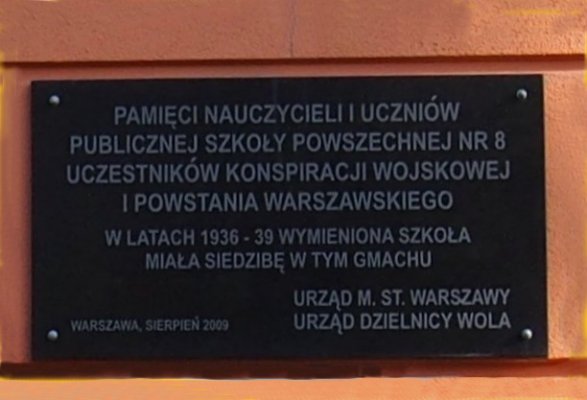 PAMIĘCI NAUCZYCIELI I UCZNIÓW
PUBLICZNEJ SZKOŁY POWSZECHNEJ NR 8
UCZESTNIKÓW KONSPIRACJI WOJSKOWEJ
I POWSTANIA WARSZAWSKIEGO
W LATACH 1936 - 39 WYMIENIONA SZKOŁA
MIAŁA SIEDZIBĘ W TYM GMACHU
URZĄD M. ST. WARSZAWY
URZĄD DZIELNICY WOLA
WARSZAWA, SIERPIEŃ 2009